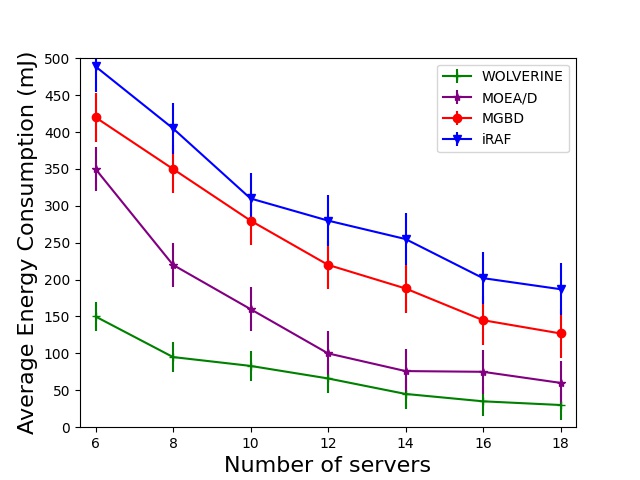 Average Energy Consumption (mJ)
500
450
400
350
300
250
200
150
100
50
0
6 8 10 12 14 16 18
Number of servers
WOLVERINE
MOEA/D
MGBD
iRAF